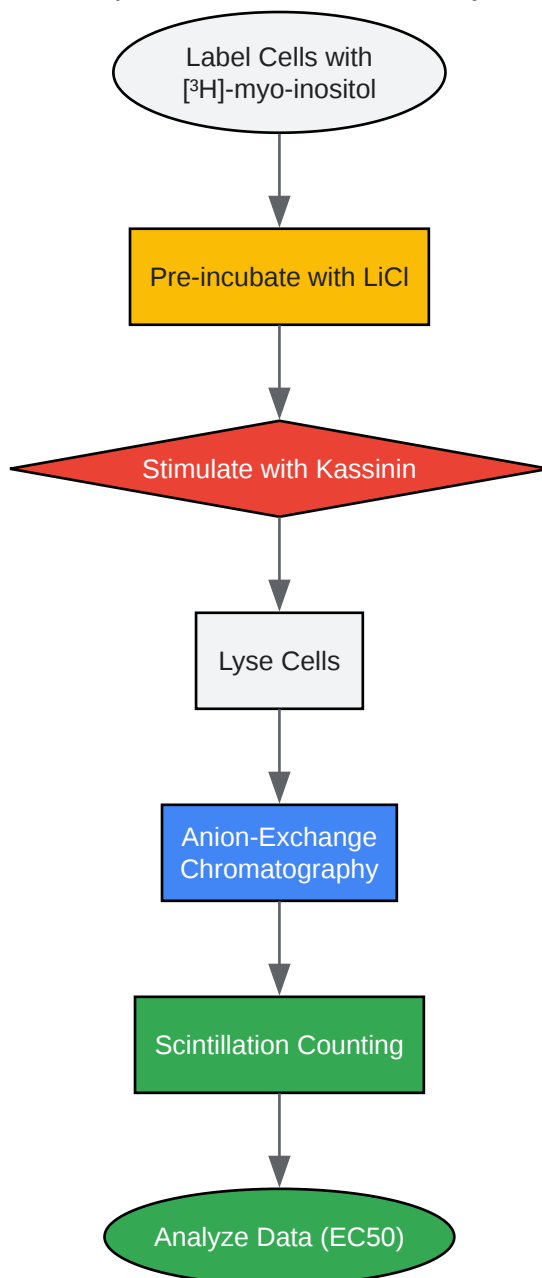 Label Cells with
[³H]-myo-inositol
Pre-incubate with LiCl
Stimulate with Kassinin
Lyse Cells
Anion-Exchange
Chromatography
Scintillation Counting
Analyze Data (EC50)